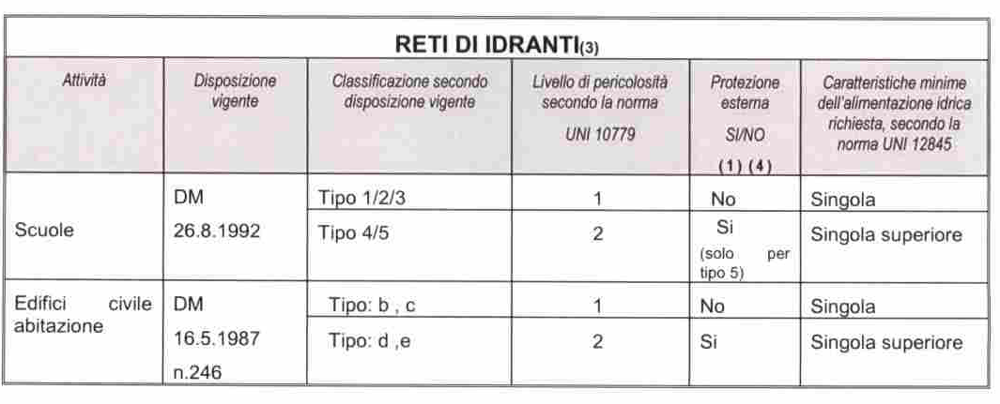 RETI DI IDRANTI(3)
Attività
Disposizione
vigente
Classificazione secondo
disposizione vigente
Livello di pericolosità
secondo la norma
UNI 10779
Protezione
esterna
SI/NO
(1) (4)
Caratteristiche minime
dell'alimentazione idrica
richiesta, secondo la
norma UNI 12845
Scuole
DM
26.8.1992
Tipo 1/2/3
1
No
Singola
Tipo 4/5
2
Si
(solo per
tipo 5)
Singola superiore
Edifici civile
abitazione
DM
16.5.1987
n.246
Tipo: b , c
1
No
Singola
Tipo: d ,e
2
Si
Singola superiore